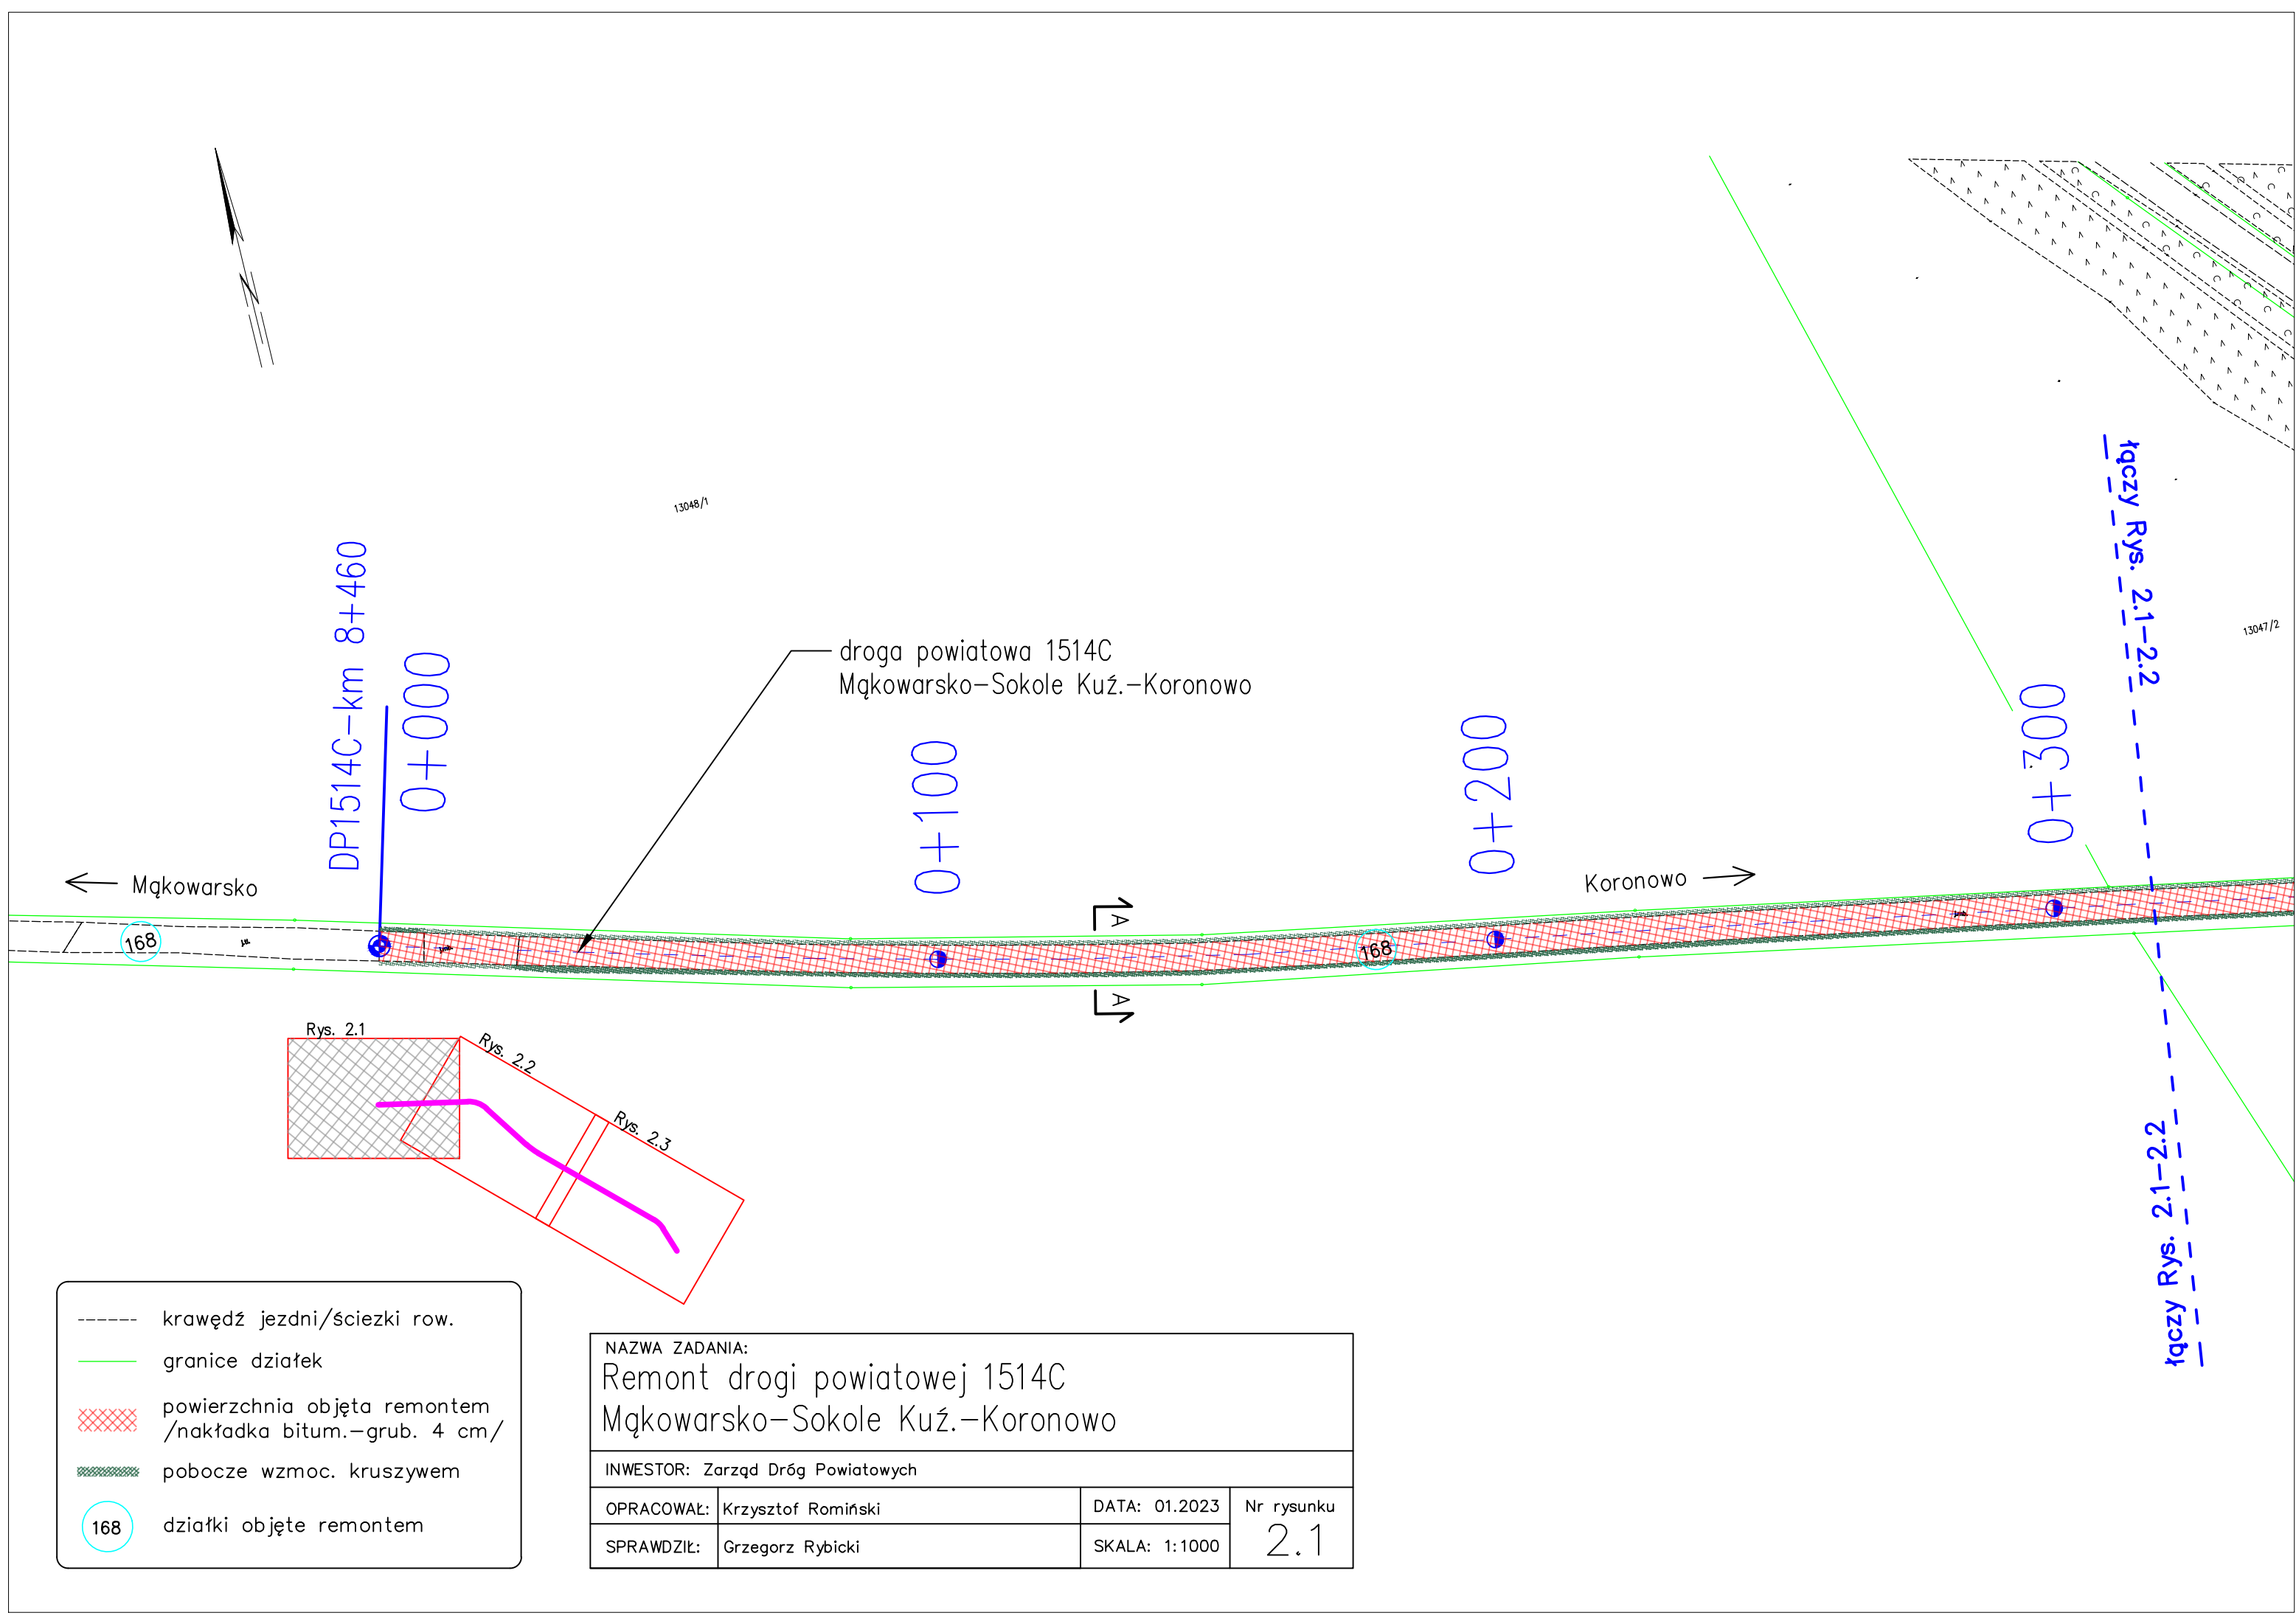 13048/1
łączy Rys. 2.1-2.2
13047/2
DP1514C-km 8+460
0+000
droga powiatowa 1514C
Mąkowarsko-Sokole Kuź.-Koronowo
0+100
0+200
0+300
Mąkowarsko
Koronowo
A
168
168
A
Rys. 2.1
Rys. 2.2
Rys. 2.3
łączy Rys. 2.1-2.2
krawędź jezdni/ściezki row.
granice działek
powierzchnia objęta remontem
/nakładka bitum.-grub. 4 cm/
pobocze wzmoc. kruszywem
168 działki objęte remontem
NAZWA ZADANIA:
Remont drogi powiatowej 1514C
Mąkowarsko-Sokole Kuź.-Koronowo
INWESTOR: Zarząd Dróg Powiatowych
OPRACOWAŁ: Krzysztof Romiński DATA: 01.2023 Nr rysunku
SPRAWDZIŁ: Grzegorz Rybicki SKALA: 1:1000 2.1